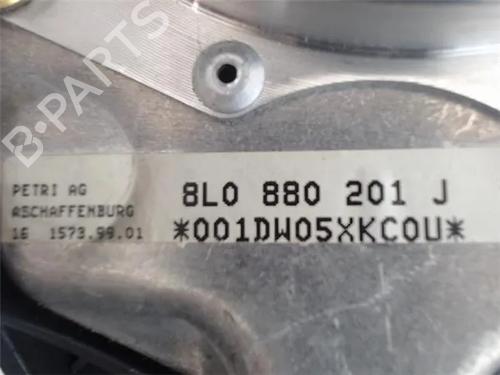 B-PARTS
PETRI AG
ASCHAFFENBURG
16 1573.99.01
8L0 880 201 J
*001DW05XKC0U*